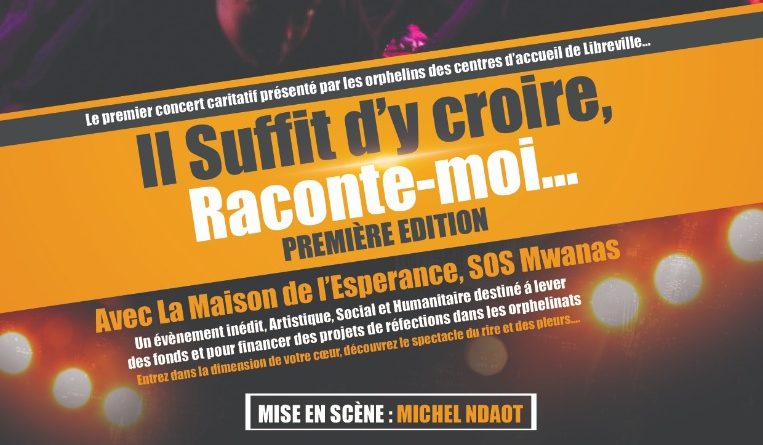 Le premier concert caritatif présenté par les orphelins des centres d'accueil de Libreville...
Il Suffit d'y croire,
Raconte-moi...
PREMIÈRE EDITION
Avec La Maison de l'Esperance, SOS Mwanas
Un évènement inédit, Artistique, Social et Humanitaire destiné á lever
des fonds et pour financer des projets de réfections dans les orphelinats
Entrez dans la dimension de votre cœur, découvrez le spectacle du rire et des pleurs....
MISE EN SCÈNE : MICHEL NDAOT